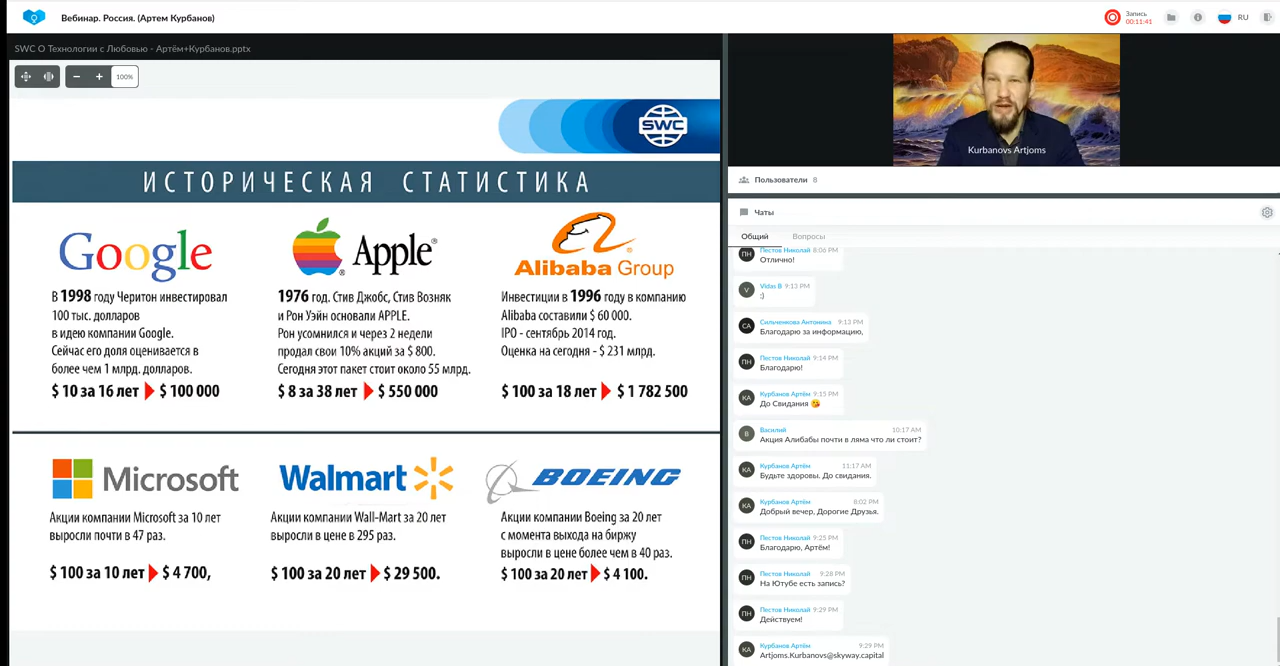 Вебинар. Россия. (Артем Курбанов)
Запись
00:11:41
RU
SWC О Технологии с Любовью - Артём+Курбанов.pptx
100%
SWC
ИСТОРИЧЕСКАЯ СТАТИСТИКА
Google
В 1998 году Черитон инвестировал
100 тыс. долларов
в идею компании Google.
Сейчас его доля оценивается в
более чем 1 млрд. долларов.
$ 10 за 16 лет $ 100 000
Apple®
1976 год. Стив Джобс, Стив Возняк
и Рон Уэйн основали APPLE.
Рон усомнился и через 2 недели
продал свои 10% акций за $ 800.
Сегодня этот пакет стоит около 55 млрд.
$ 8 за 38 лет $ 550 000
Alibaba Group
Инвестиции в 1996 году в компанию
Alibaba составили $ 60 000.
IPO - сентябрь 2014 год.
Оценка на сегодня - $ 231 млрд.
$ 100 за 18 лет $ 1 782 500
Microsoft
Акции компании Microsoft за 10 лет
выросли почти в 47 раз.
$ 100 за 10 лет $ 4 700,
Walmart
Акции компании Wall-Mart за 20 лет
выросли в цене в 295 раз.
$ 100 за 20 лет $ 29 500.
BOEING
Акции компании Boeing за 20 лет
с момента выхода на биржу
выросли в цене более чем в 40 раз.
$ 100 за 20 лет $ 4 100.
Kurbanovs Artjoms
Пользователи 8
Чаты
Общий Вопросы
ПН Пестов Николай 8:06 PM
Отлично!
V Vidas B 9:13 PM
:)
СА Сильченкова Антонина 9:13 PM
Благодарю за информацию,
ПН Пестов Николай 9:14 PM
Благодарю!
КА Курбанов Артём 9:15 PM
До Свидания 😘
В Василий 10:17 AM
Акция Алибабы почти в ляма что ли стоит?
КА Курбанов Артём 11:17 AM
Будьте здоровы. До свидания.
КА Курбанов Артём 8:02 PM
Добрый вечер, Дорогие Друзья.
ПН Пестов Николай 9:25 PM
Благодарю, Артём!
ПН Пестов Николай 9:28 PM
На Ютубе есть запись?
ПН Пестов Николай 9:29 PM
Действуем!
КА Курбанов Артём 9:29 PM
Artjoms.Kurbanovs@skyway.capital